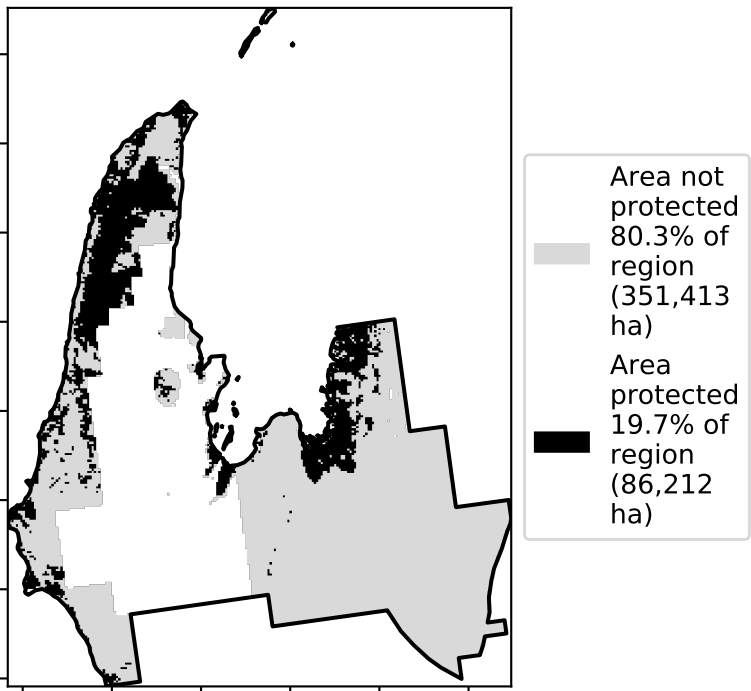 Area not
protected
80.3% of
region
(351,413
ha)
Area
protected
19.7% of
region
(86,212
ha)